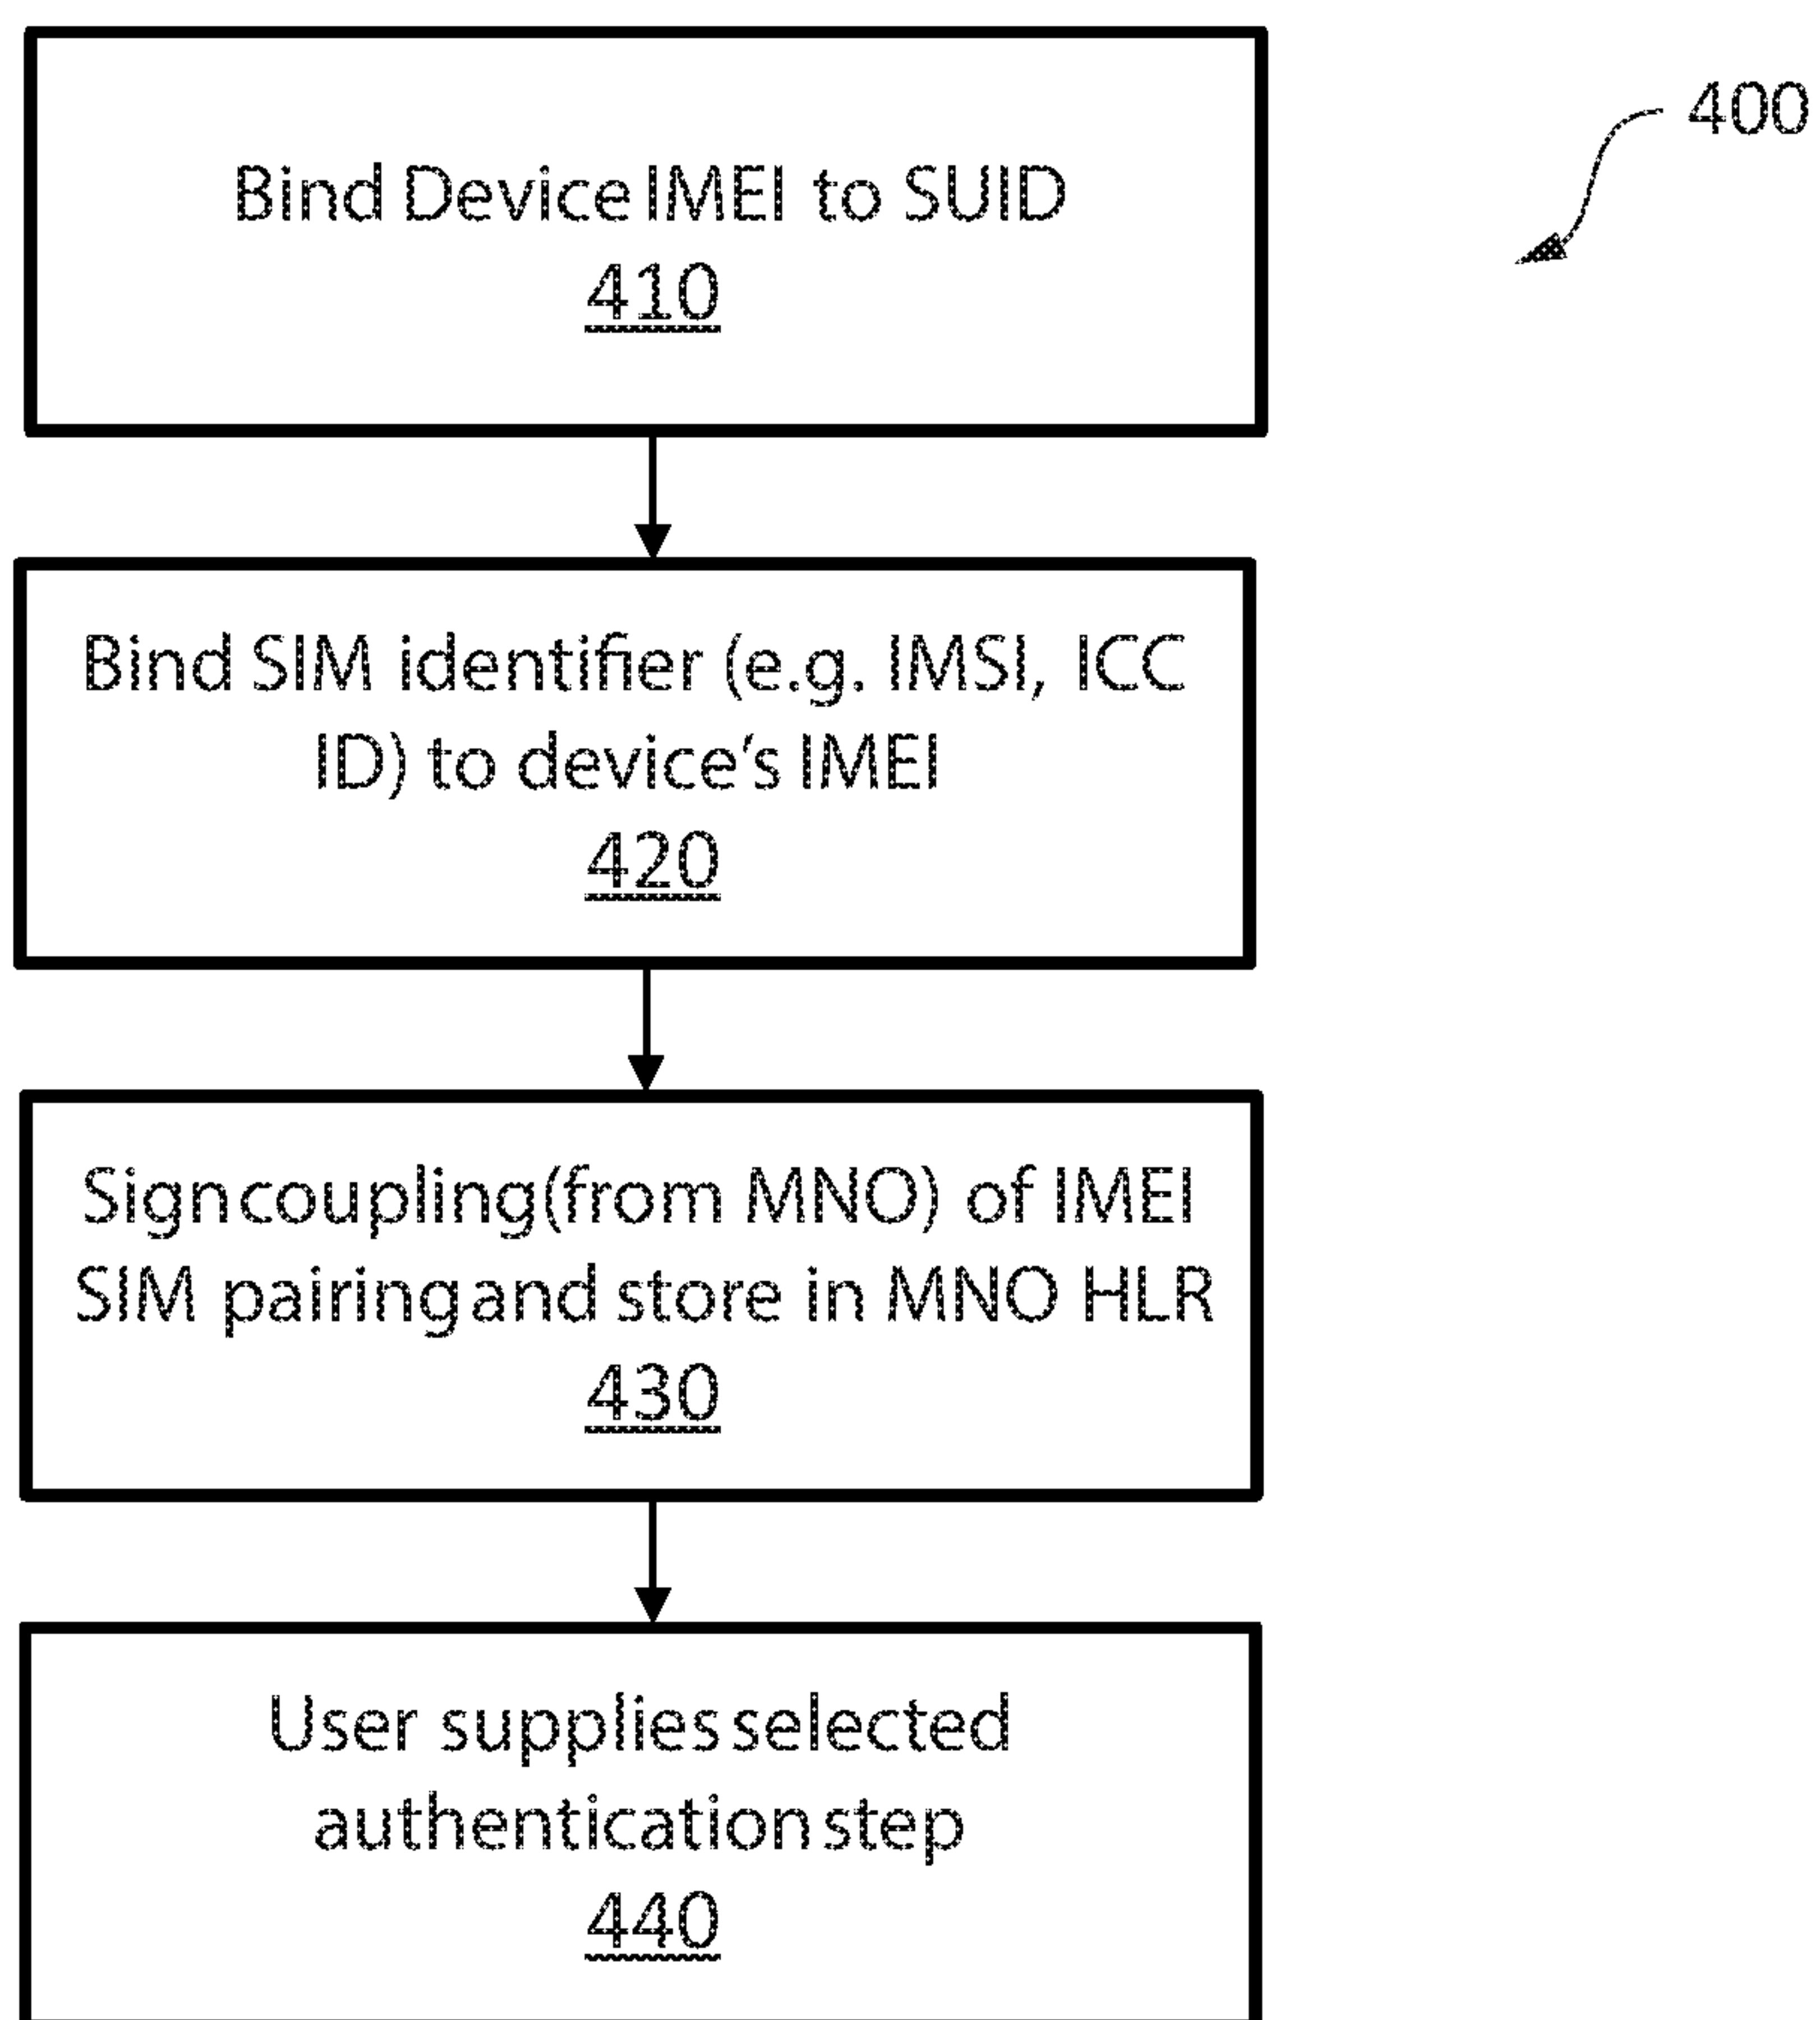 Bind Device IMEI to SUID
410
400
Bind SIM identifier (e.g. IMSI, ICC
ID) to device's IMEI
420
Sign coupling (from MNO) of IMEI
SIM pairing and store in MNO HLR
430
User supplies selected
authentication step
440